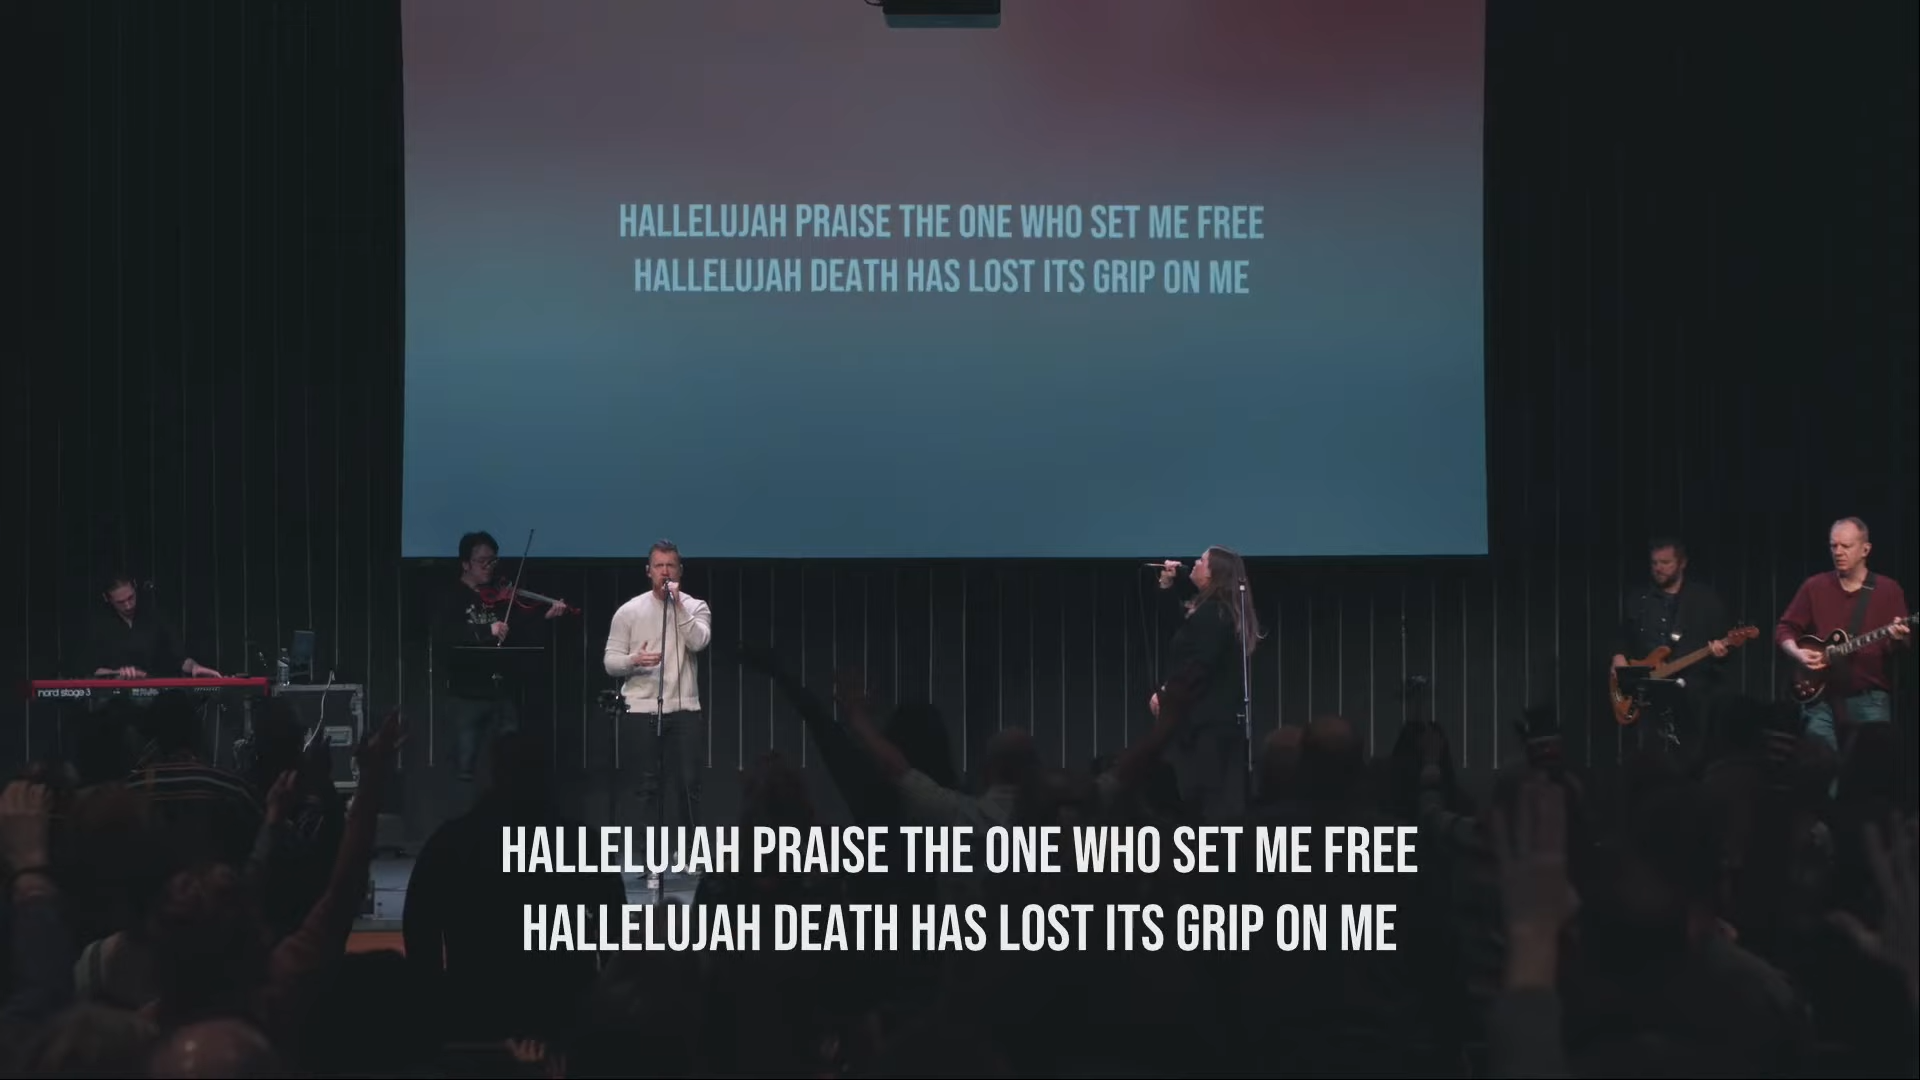 HALLELUJAH PRAISE THE ONE WHO SET ME FREE
HALLELUJAH DEATH HAS LOST ITS GRIP ON ME
nord stage 3
HALLELUJAH PRAISE THE ONE WHO SET ME FREE
HALLELUJAH DEATH HAS LOST ITS GRIP ON ME